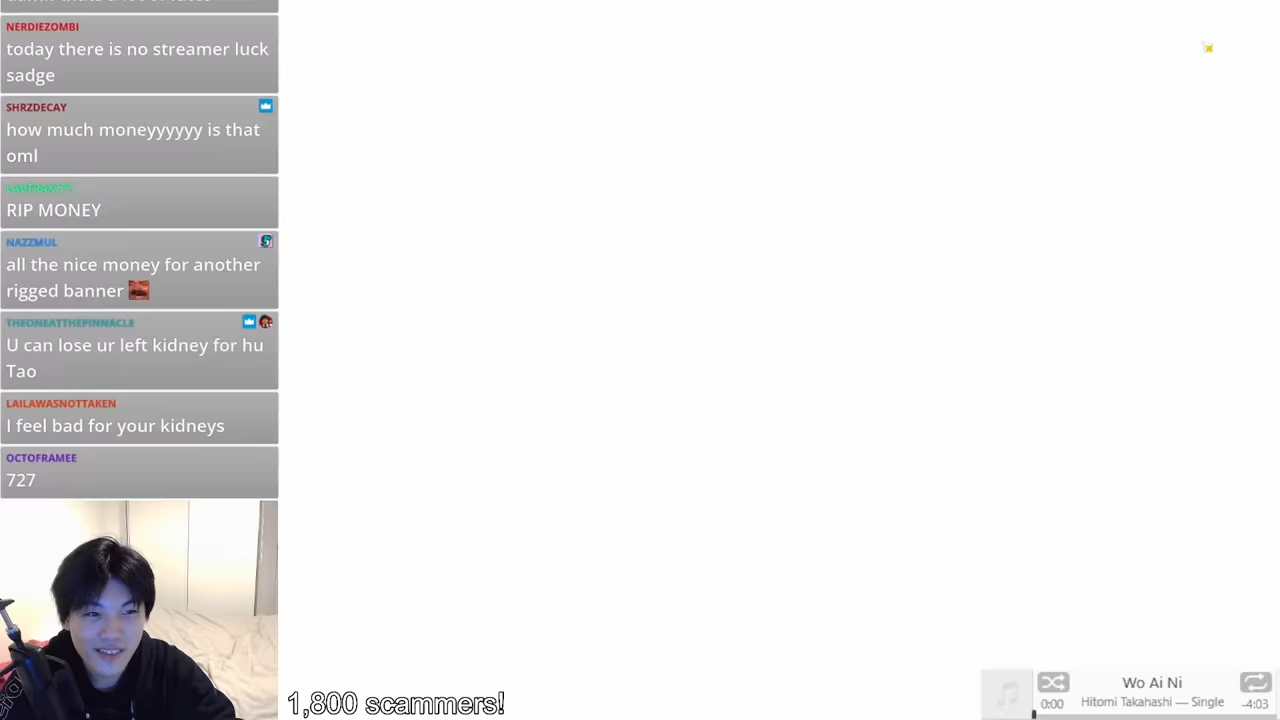 NERDIEZOMBI
today there is no streamer luck
sadge
SHRZDECAY
how much moneyyyyyy is that
oml
RIP MONEY
NAZZMUL
all the nice money for another
rigged banner
THEONEATTHEPINNACLE
U can lose ur left kidney for hu
Tao
LAILAWASNOTTAKEN
I feel bad for your kidneys
OCTOFRAMEE
727
1,800 scammers!
Wo Ai Ni
Hitomi Takahashi — Single
0:00
-4:03